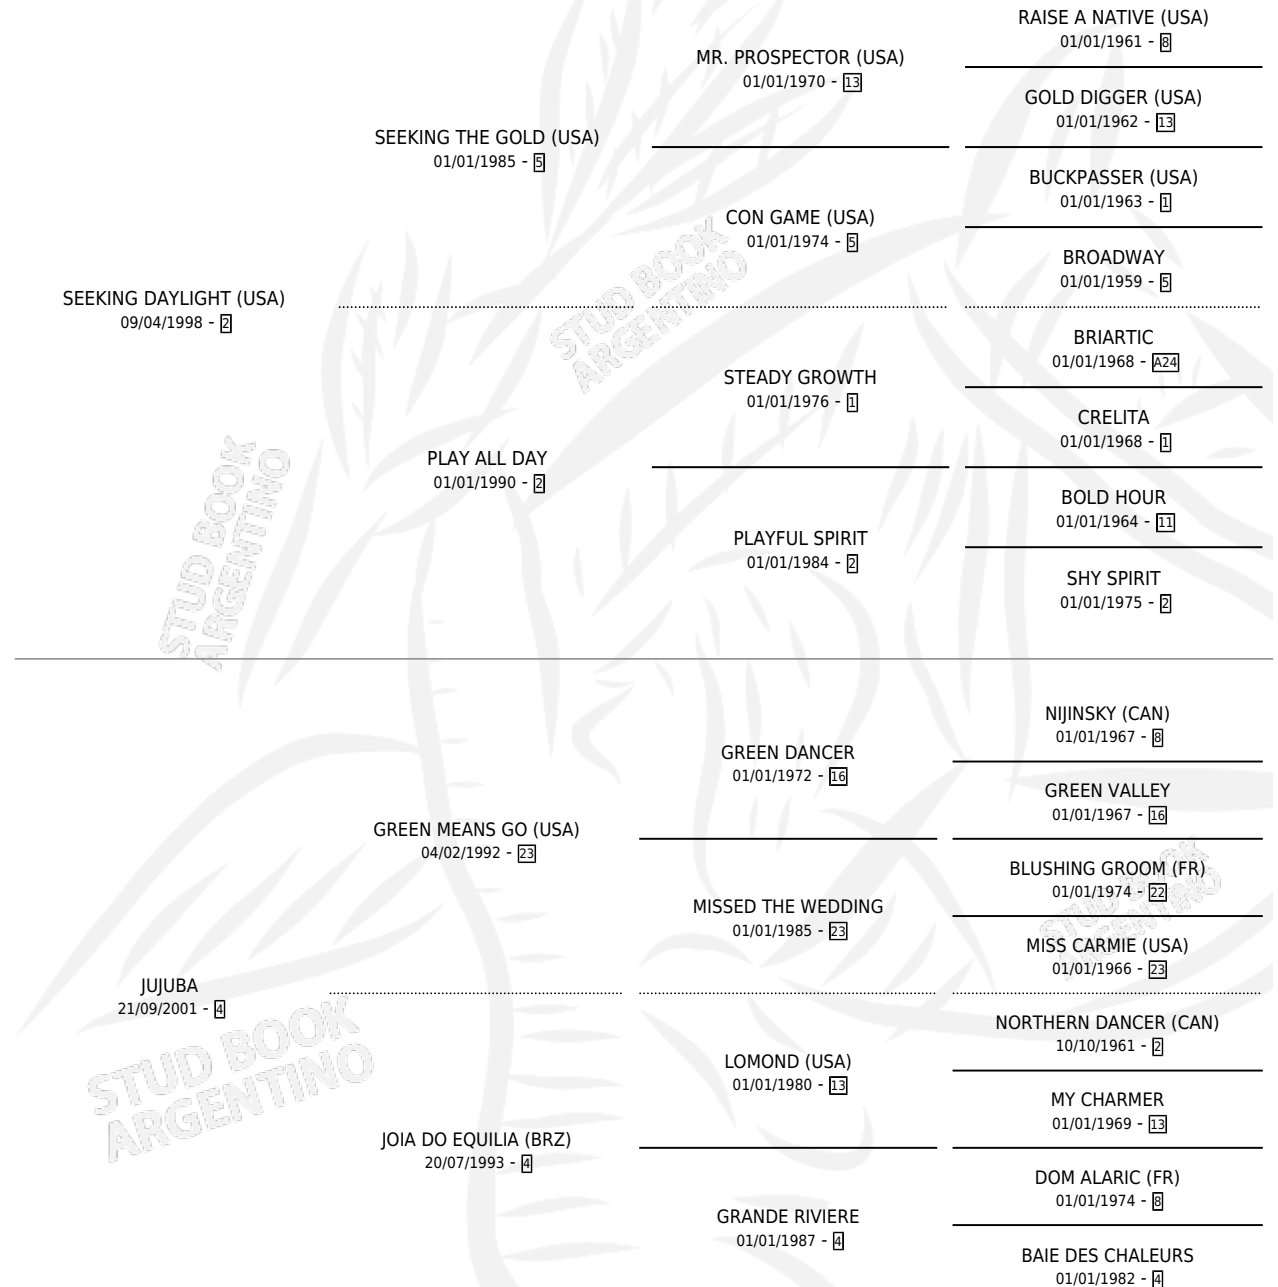 RAISE A NATIVE (USA)
01/01/1961 - 8
MR. PROSPECTOR (USA)
01/01/1970 - 13
GOLD DIGGER (USA)
01/01/1962 - 13
SEEKING THE GOLD (USA)
01/01/1985 - 5
BUCKPASSER (USA)
01/01/1963 - 1
CON GAME (USA)
01/01/1974 - 5
BROADWAY
01/01/1959 - 5
SEEKING DAYLIGHT (USA)
09/04/1998 - 2
BRIARTIC
01/01/1968 - A24
STEADY GROWTH
01/01/1976 - 1
CRELITA
01/01/1968 - 1
PLAY ALL DAY
01/01/1990 - 2
BOLD HOUR
01/01/1964 - 11
PLAYFUL SPIRIT
01/01/1984 - 2
SHY SPIRIT
01/01/1975 - 2
NIJINSKY (CAN)
01/01/1967 - 8
GREEN DANCER
01/01/1972 - 16
GREEN VALLEY
01/01/1967 - 16
GREEN MEANS GO (USA)
04/02/1992 - 23
BLUSHING GROOM (FR)
01/01/1974 - 22
MISSED THE WEDDING
01/01/1985 - 23
MISS CARMIE (USA)
01/01/1966 - 23
JUJUBA
21/09/2001 - 4
NORTHERN DANCER (CAN)
10/10/1961 - 2
LOMOND (USA)
01/01/1980 - 13
MY CHARMER
01/01/1969 - 13
JOIA DO EQUILIA (BRZ)
20/07/1993 - 4
DOM ALARIC (FR)
01/01/1974 - 8
GRANDE RIVIERE
01/01/1987 - 4
BAIE DES CHALEURS
01/01/1982 - 4
STUD BOOK
ARGENTINO
STUD BOOK
ARGENTINO
STUD BOOK
ARGENTINO
STUD BOOK
ARGENTINO